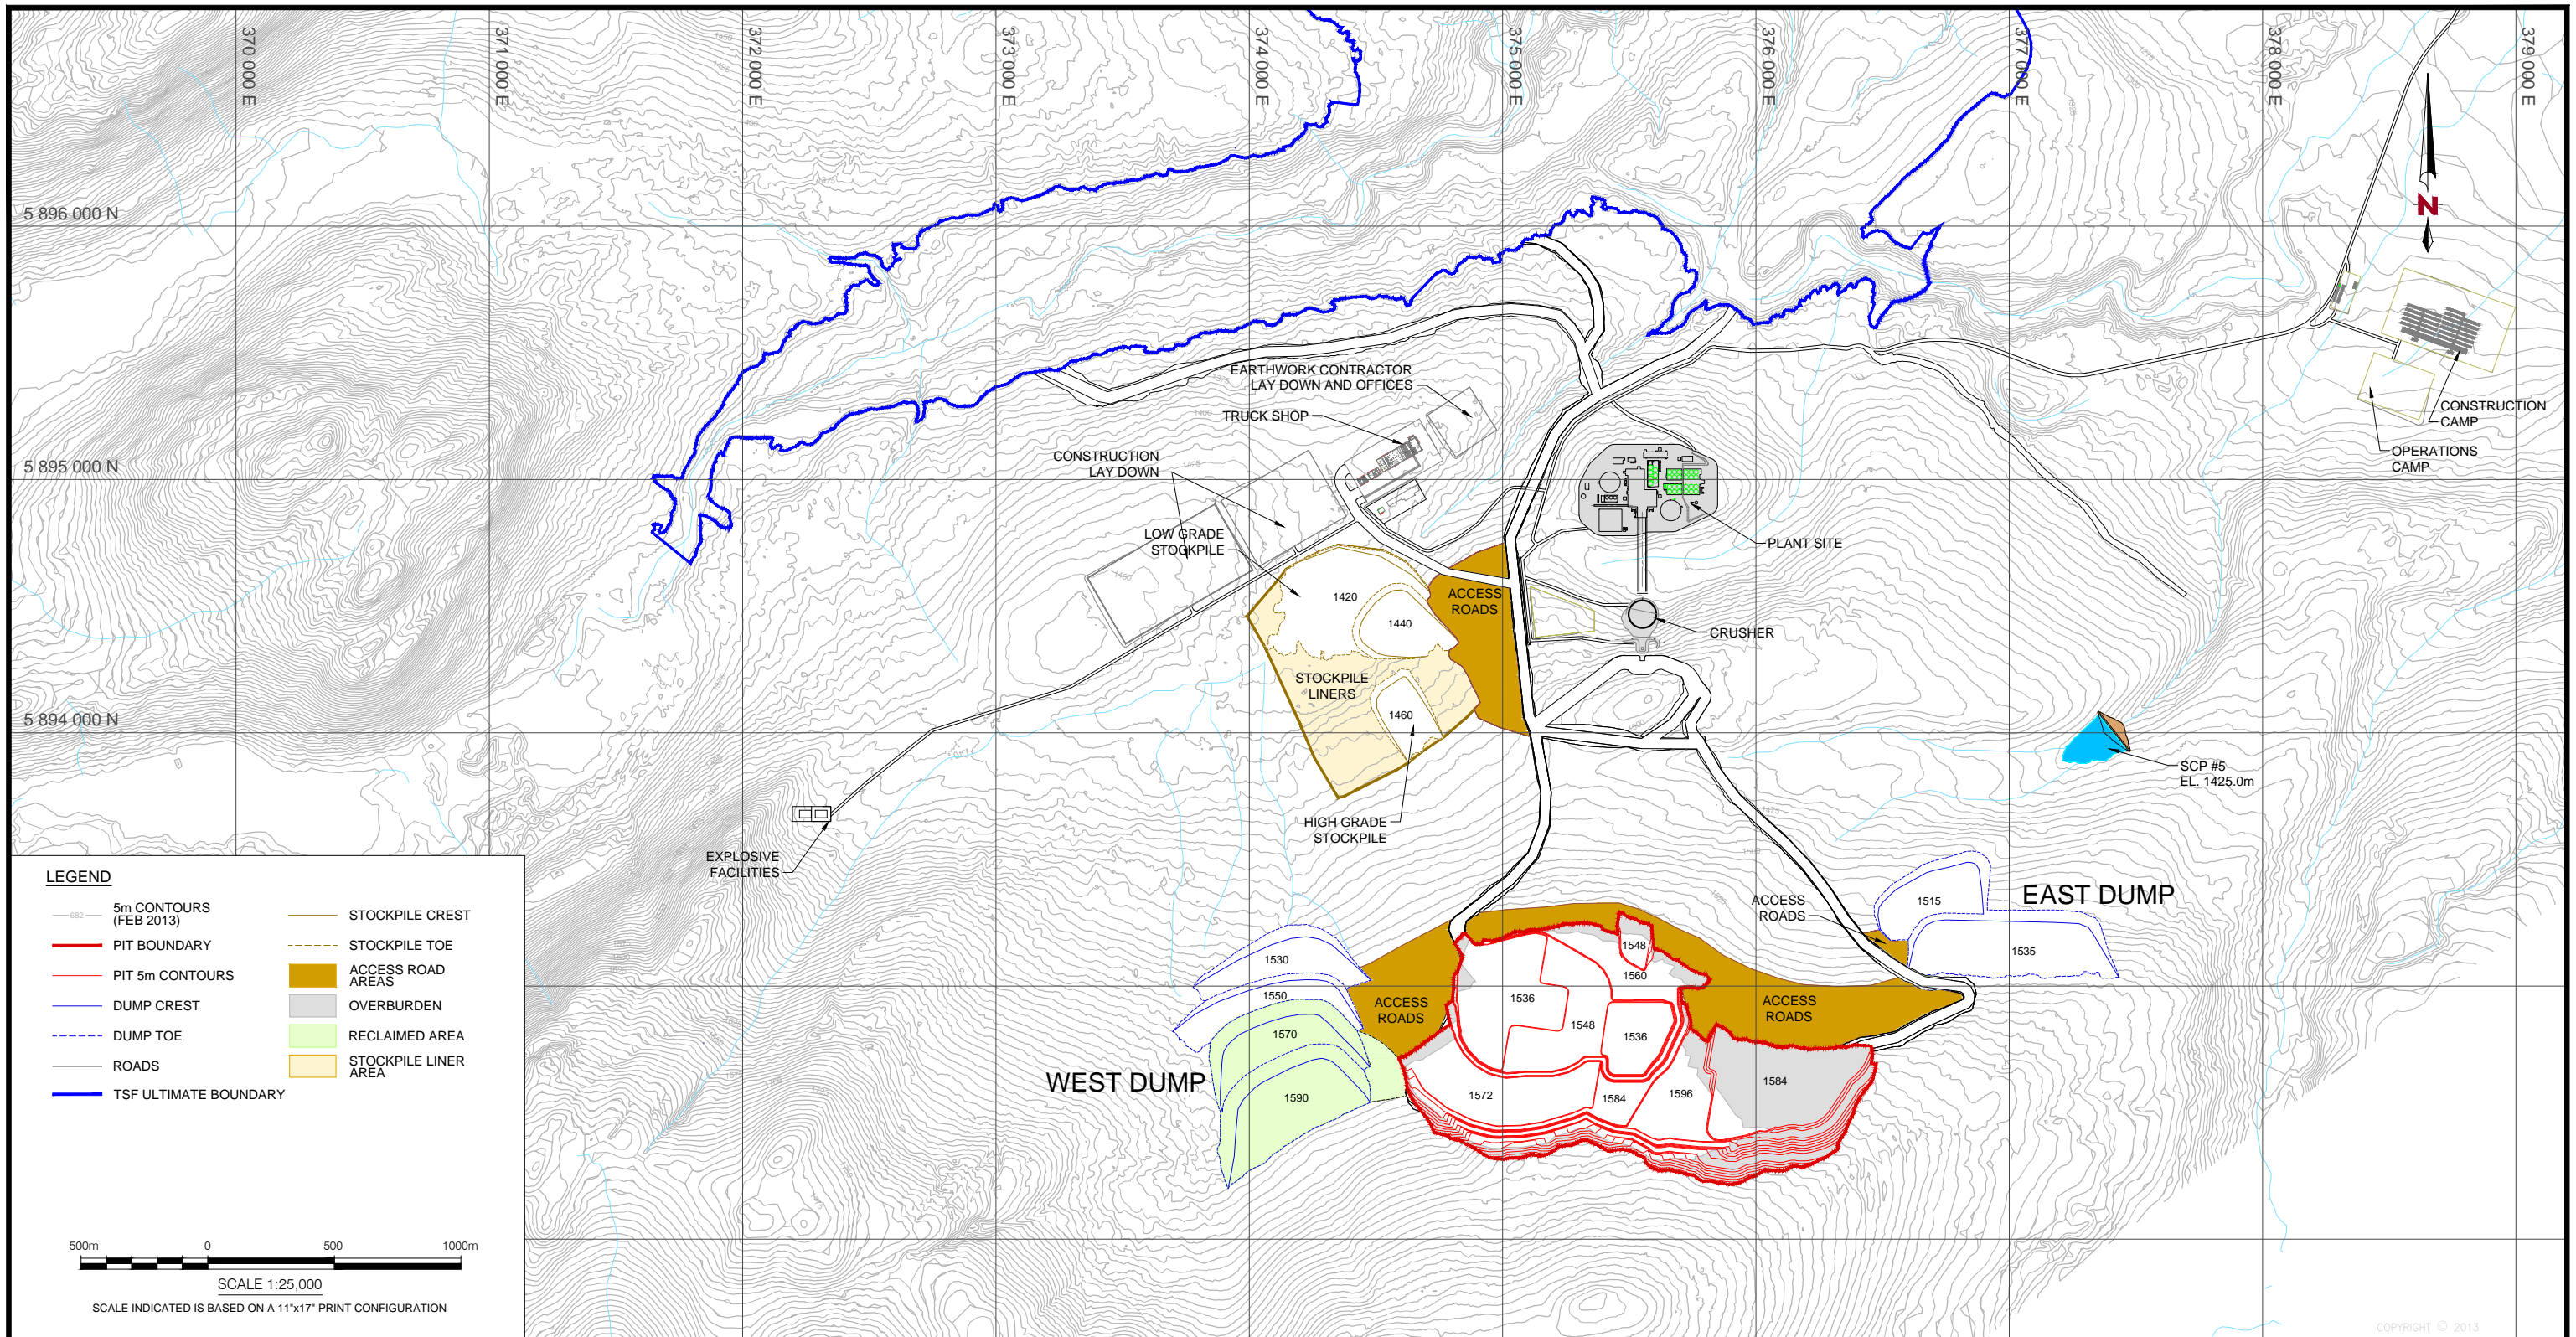 370 000 E
371 000 E
372 000 E
373 000 E
374 000 E
375 000 E
376 000 E
377 000 E
378 000 E
379 000 E
5 896 000 N
5 895 000 N
5 894 000 N
N
EARTHWORK CONTRACTOR
LAY DOWN AND OFFICES
TRUCK SHOP
CONSTRUCTION
LAY DOWN
LOW GRADE
STOCKPILE
CONSTRUCTION
CAMP
OPERATIONS
CAMP
PLANT SITE
CRUSHER
ACCESS
ROADS
1420
1440
STOCKPILE
LINERS
1460
HIGH GRADE
STOCKPILE
SCP #5
EL. 1425.0m
EXPLOSIVE
FACILITIES
EAST DUMP
ACCESS
ROADS
1515
1535
WEST DUMP
1530
1550
1570
1590
ACCESS
ROADS
ACCESS
ROADS
1548
1560
1536
1548
1536
1572
1584
1596
1584
LEGEND
682
5m CONTOURS
(FEB 2013)
PIT BOUNDARY
PIT 5m CONTOURS
DUMP CREST
DUMP TOE
ROADS
TSF ULTIMATE BOUNDARY
STOCKPILE CREST
STOCKPILE TOE
ACCESS ROAD
AREAS
OVERBURDEN
RECLAIMED AREA
STOCKPILE LINER
AREA
500m 0 500 1000m
SCALE 1:25,000
SCALE INDICATED IS BASED ON A 11"x17" PRINT CONFIGURATION
COPYRIGHT © 2013